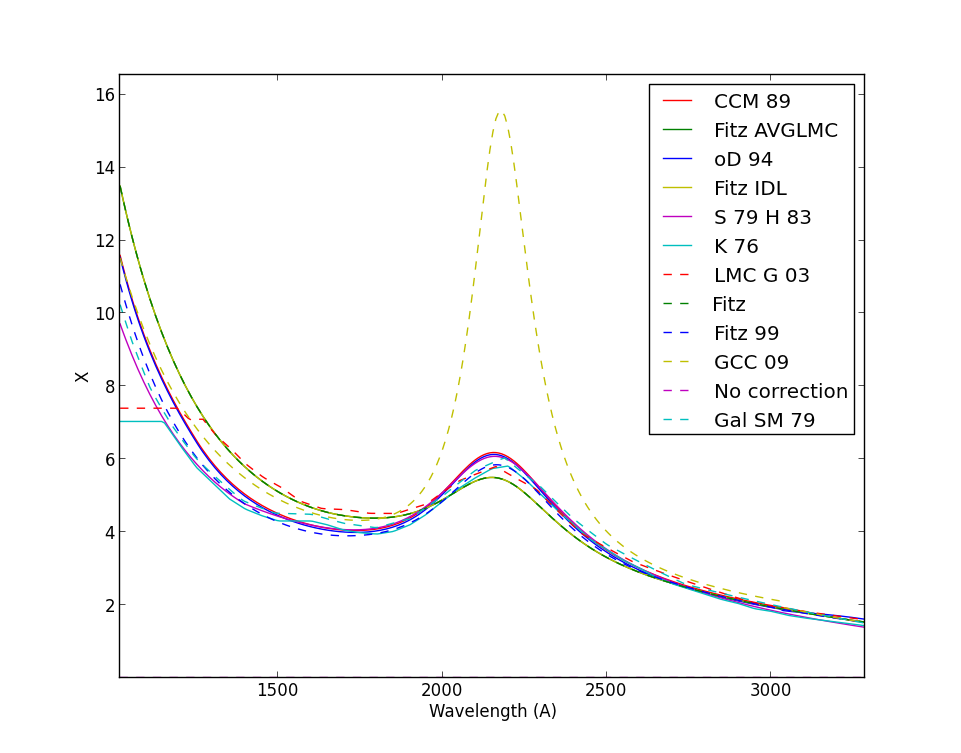 16
14
12
10
8
6
4
2
X
1500
2000
2500
3000
Wavelength (A)
CCM 89
Fitz AVGLMC
oD 94
Fitz IDL
S 79 H 83
K 76
LMC G 03
Fitz
Fitz 99
GCC 09
No correction
Gal SM 79